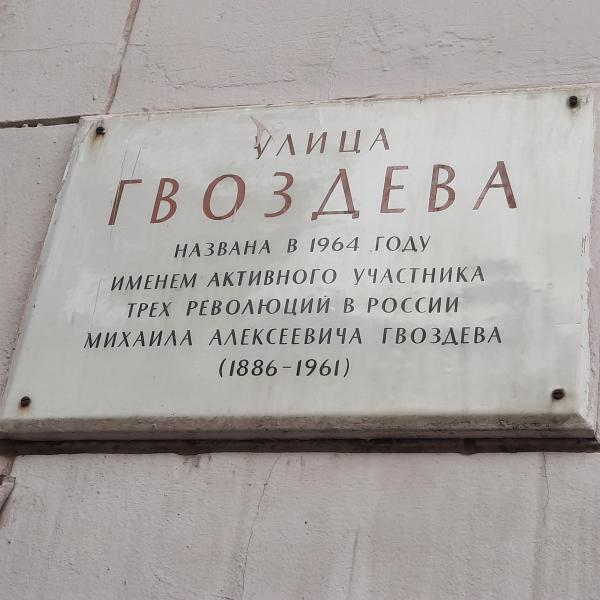 УЛИЦА
ГВОЗДЕВА
НАЗВАНА В 1964 ГОДУ
ИМЕНЕМ АКТИВНОГО УЧАСТНИКА
ТРЕХ РЕВОЛЮЦИЙ В РОССИИ
МИХАИЛА АЛЕКСЕЕВИЧА ГВОЗДЕВА
(1886-1961)